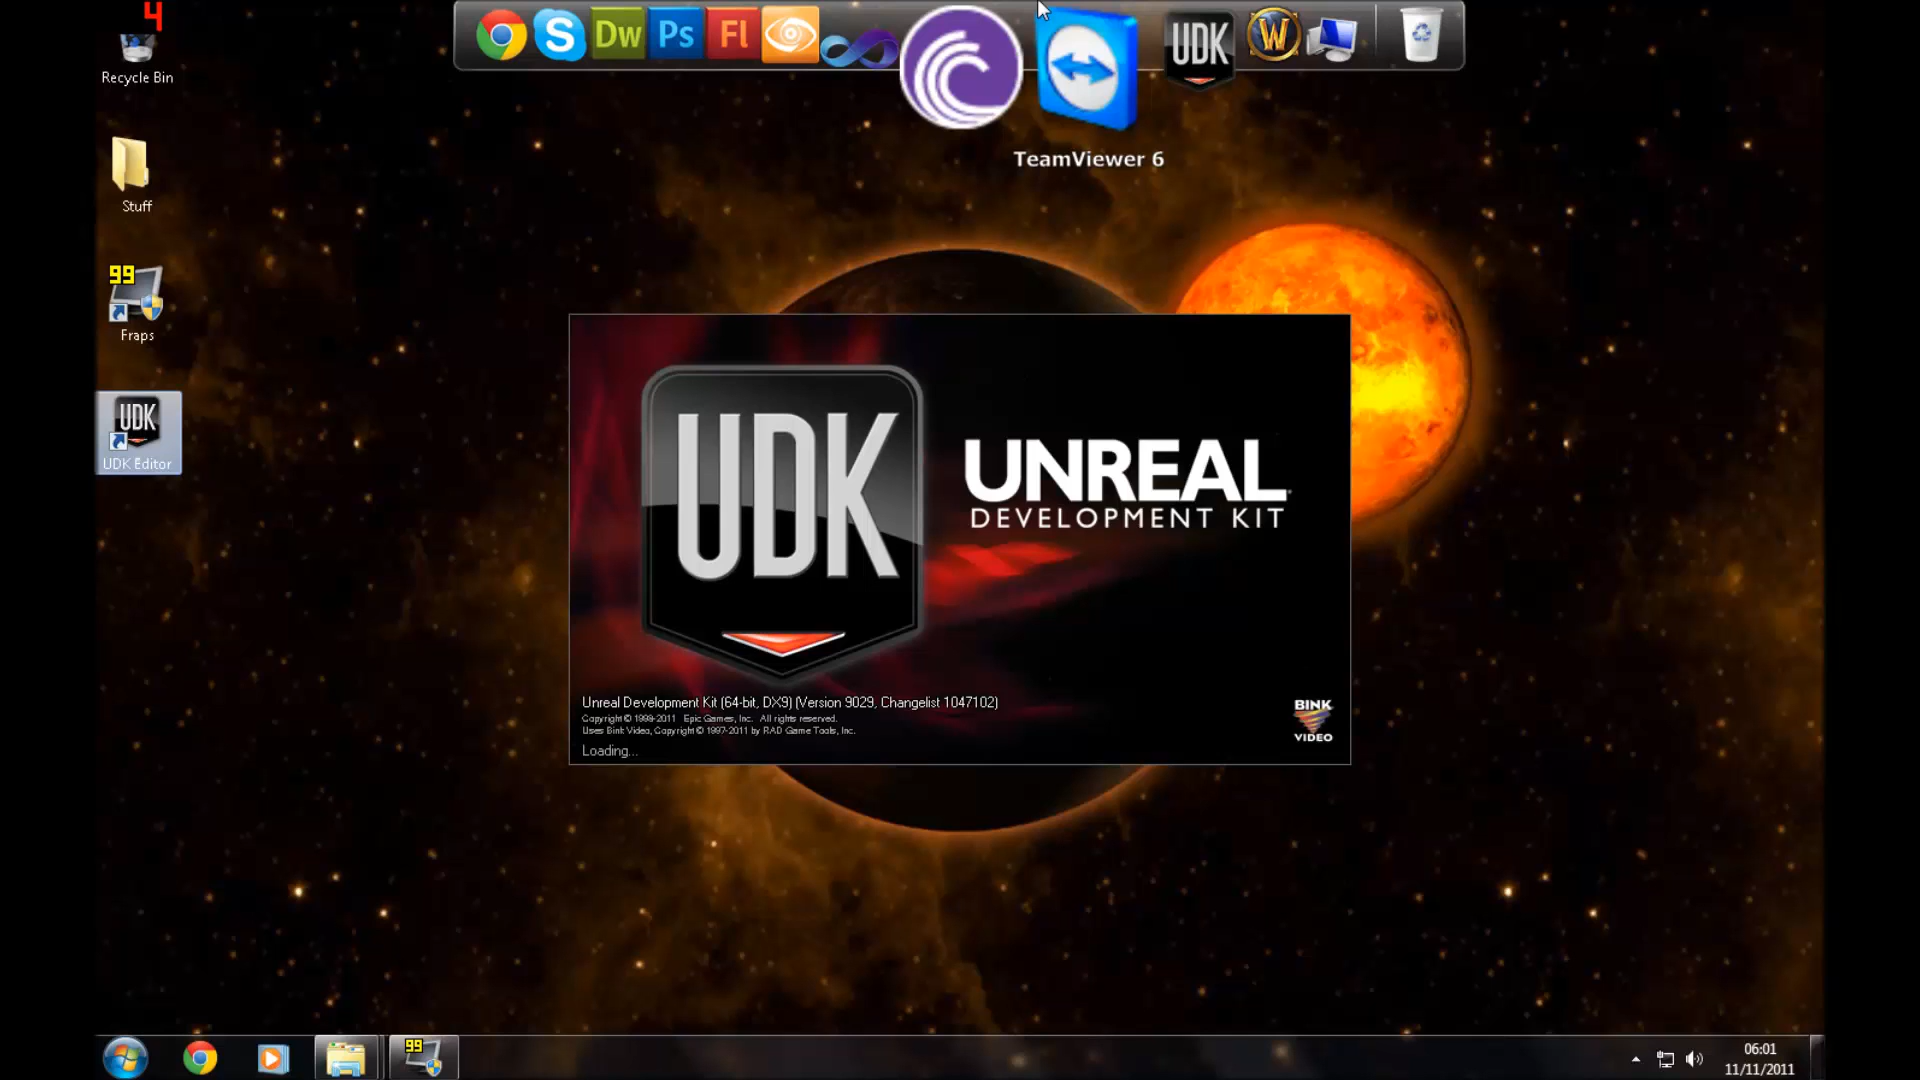 4
Recycle Bin
Dw
Ps
Fl
UDK
W
TeamViewer 6
Stuff
99
Fraps
UDK
UDK Editor
UDK
UNREAL
DEVELOPMENT KIT
Unreal Development Kit (64-bit, DX9) (Version 9029, Changelist 1047102)
Copyright © 1998-2011 Epic Games, Inc. All rights reserved.
Uses Bink Video, Copyright © 1997-2011 by RAD Game Tools, Inc.
Loading...
BINK
VIDEO
99
06:01
11/11/2011